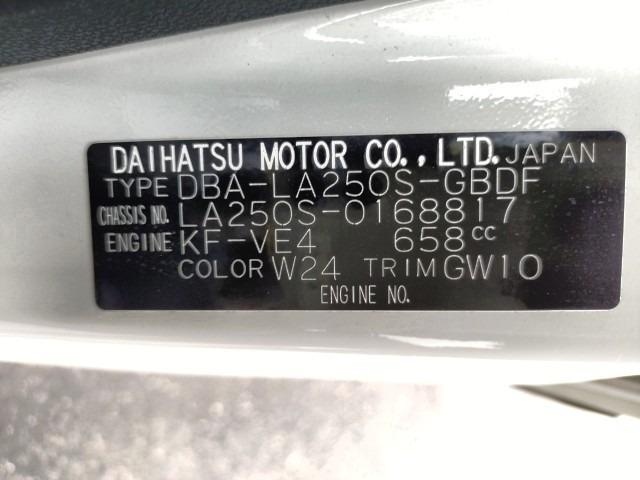 DAIHATSU MOTOR CO., LTD. JAPAN
TYPE DBA-LA250S-GBDF
CHASSIS NO. LA250S-0168817
ENGINE KF-VE4 658cc
COLOR W24 TRIM GW10
ENGINE NO.